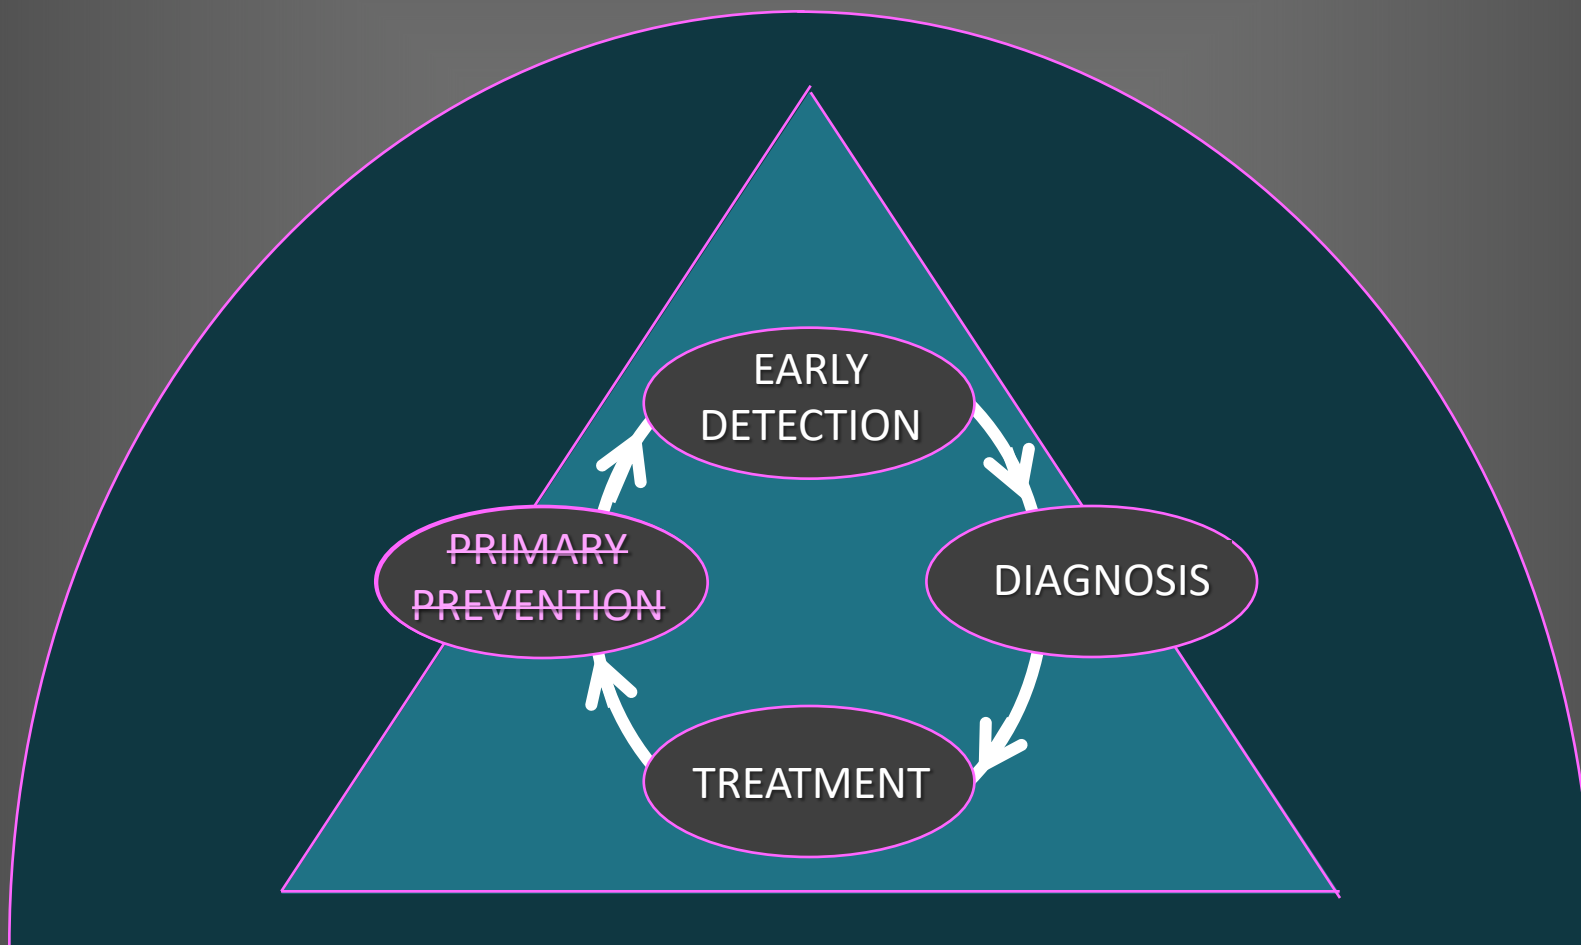 EARLY
DETECTION
PRIMARY
PREVENTION
DIAGNOSIS
TREATMENT